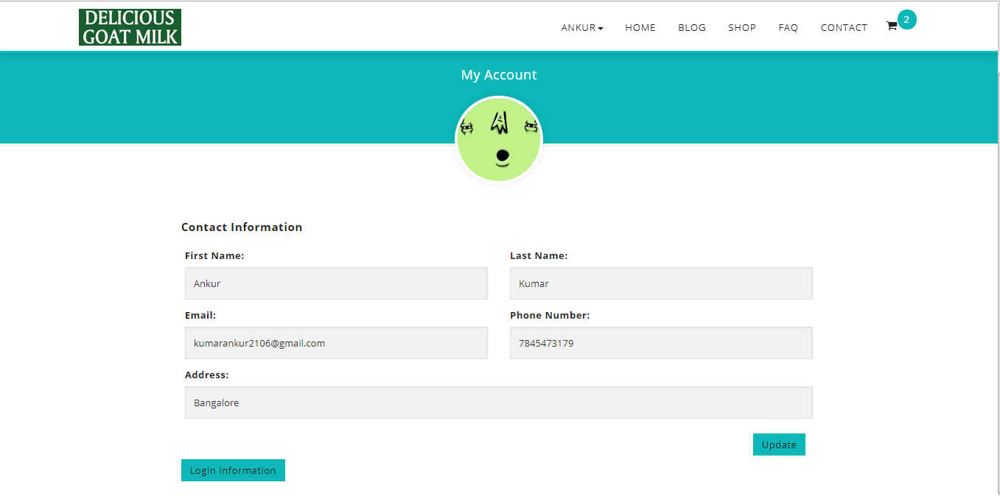 DELICIOUS
GOAT MILK
ANKUR HOME BLOG SHOP FAQ CONTACT 2
My Account
Contact Information
First Name: Last Name:
Ankur Kumar
Email: Phone Number:
kumarankur2106@gmail.com 7845473179
Address:
Bangalore
Update
Login Information